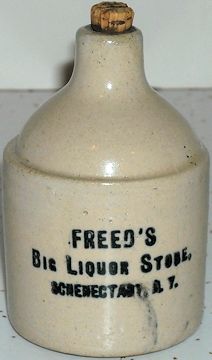 FREED'S
BIG LIQUOR STORE,
SCHENECTADY, N. Y.